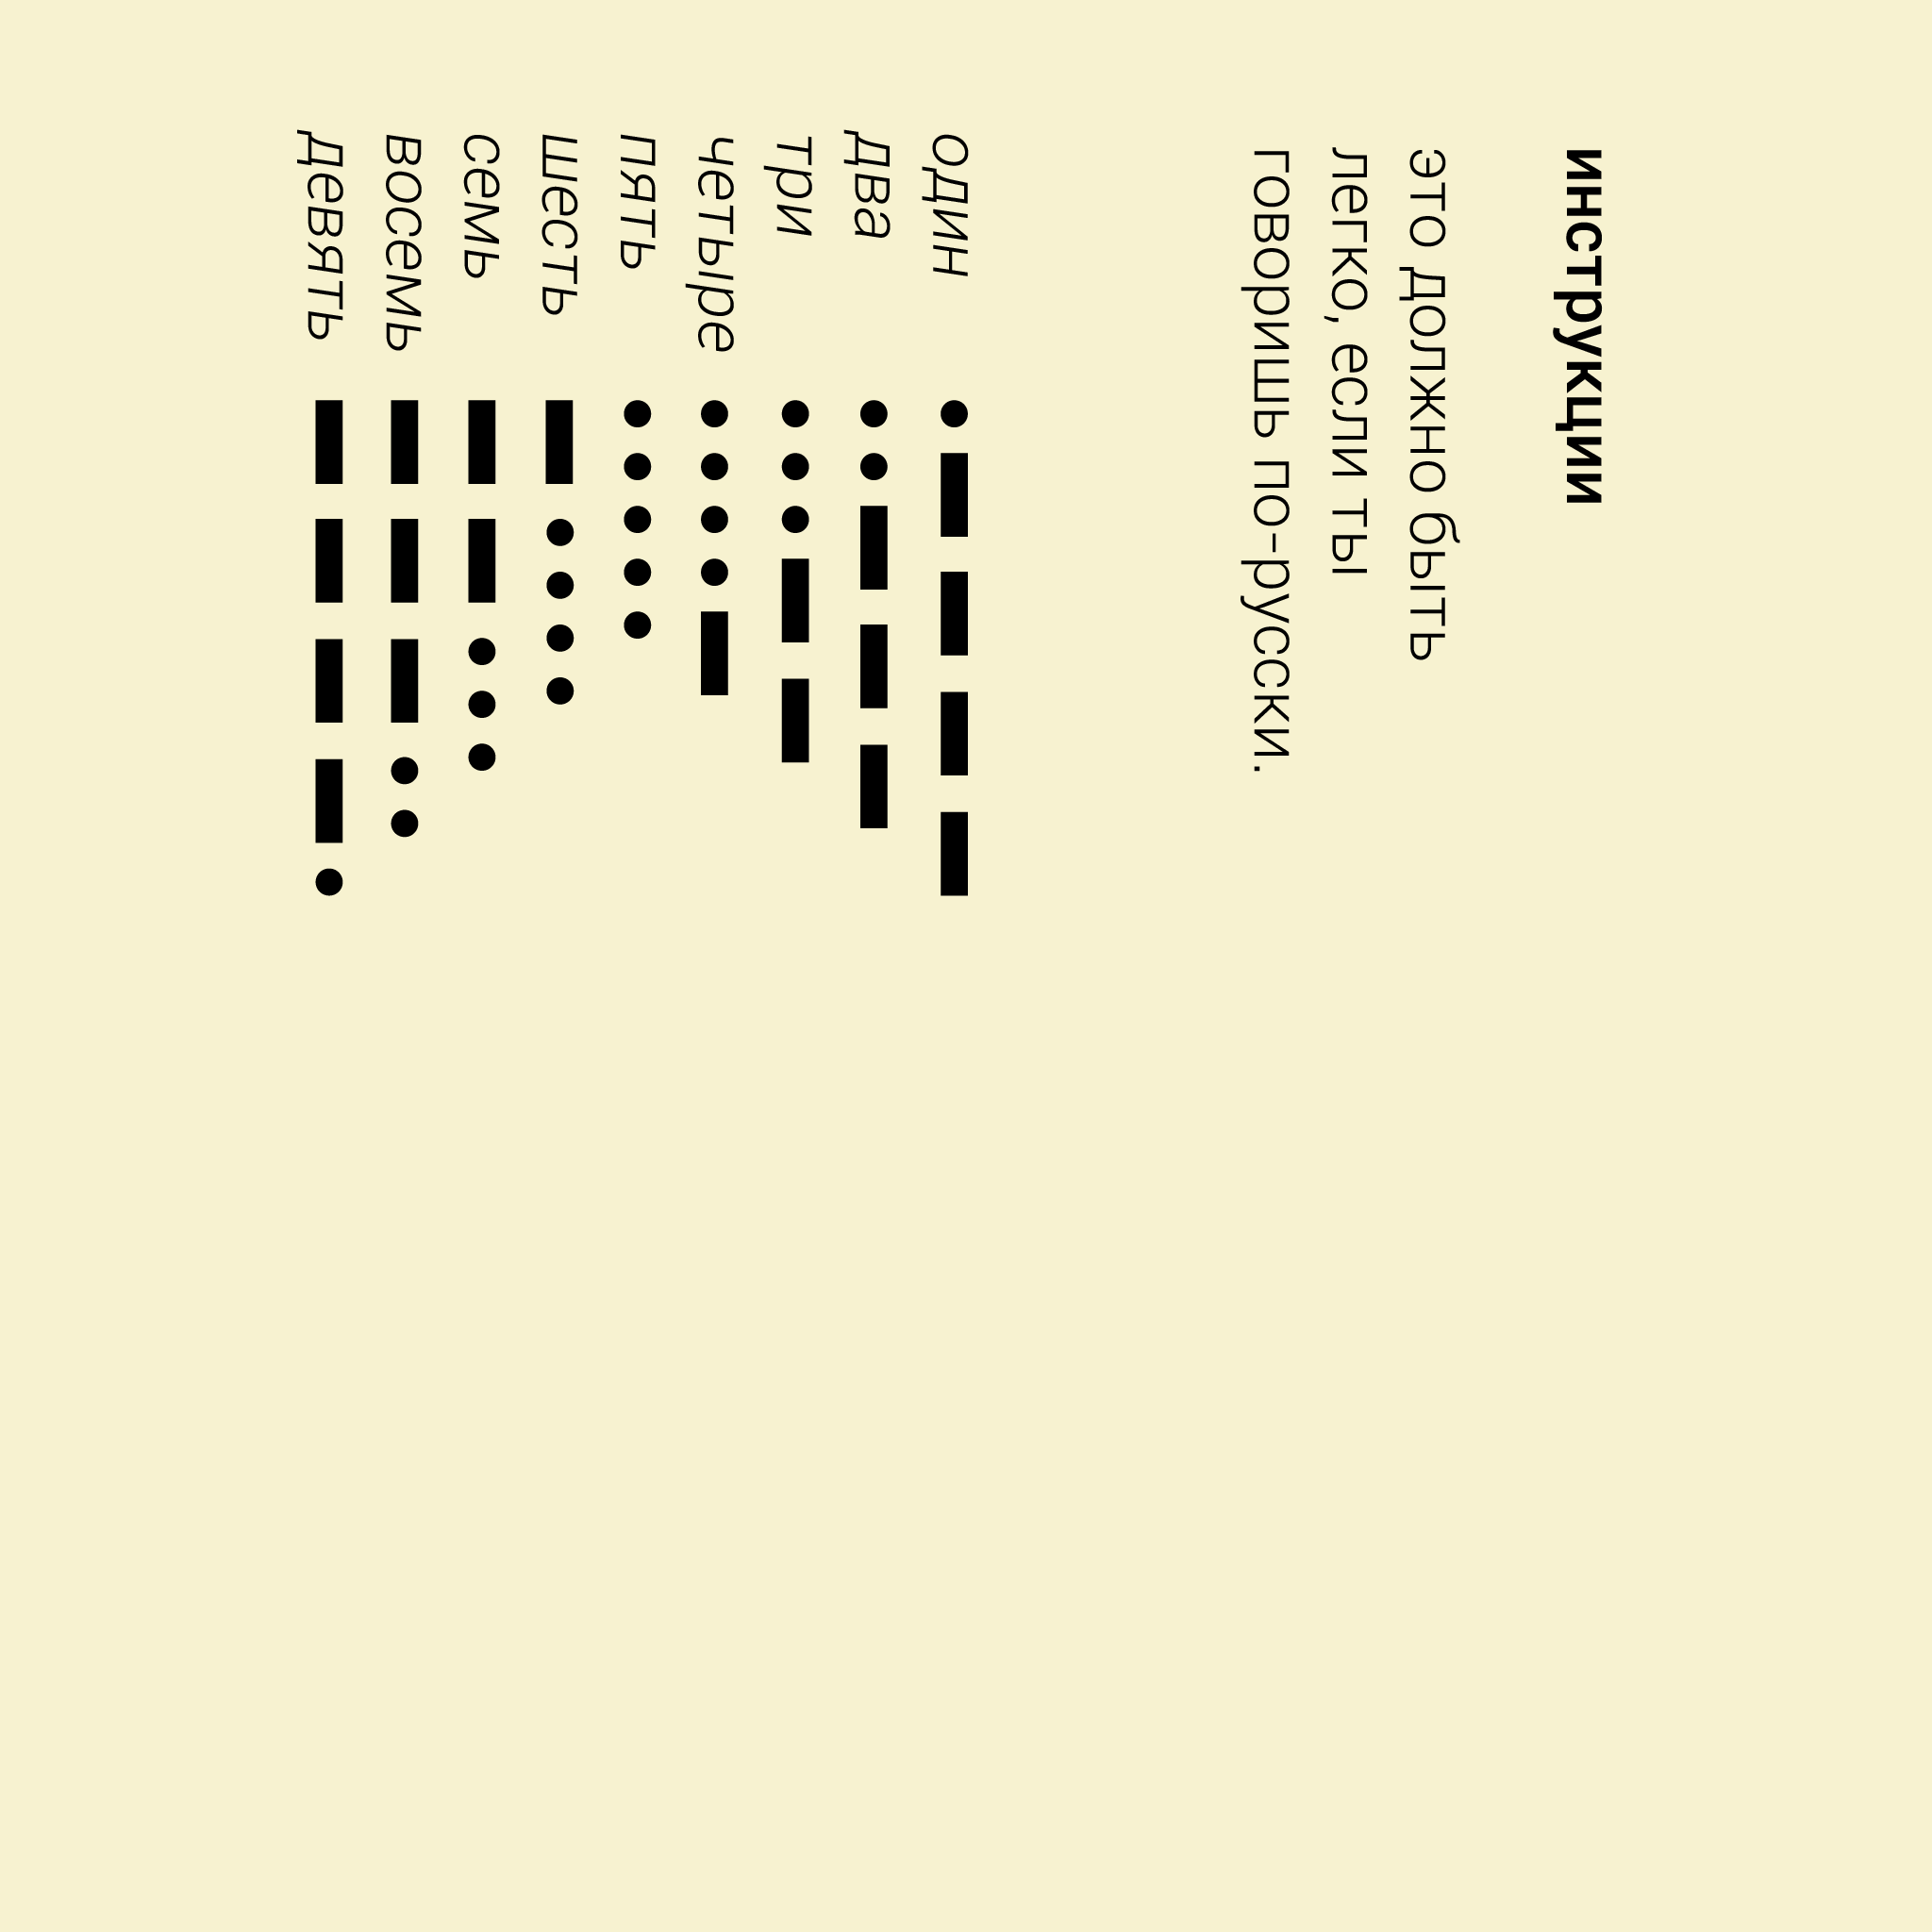 инструкции
это должно быть
легко, если ты
говоришь по-русски.
один
два
три
четыре
пять
шесть
семь
восемь
девять